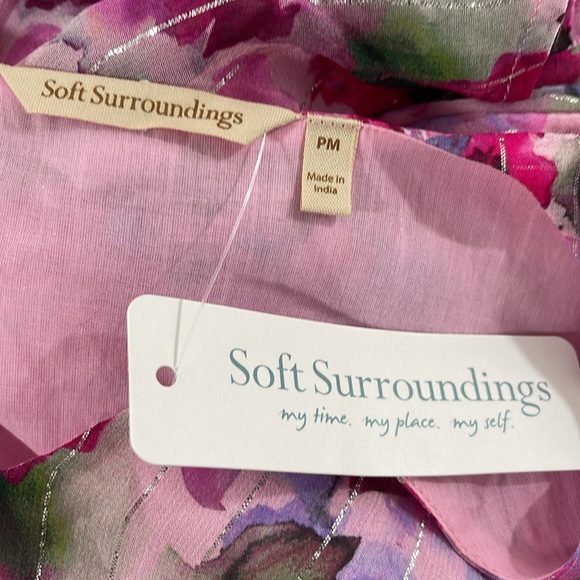 Soft Surroundings
PM
Made in
India
Soft Surroundings
my time. my place. my self.